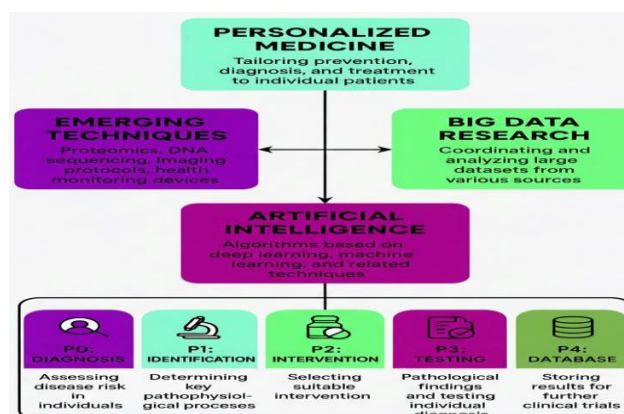 PERSONALIZED
MEDICINE
Tailoring prevention,
diagnosis, and treatment
to individual patients
EMERGING
TECHNIQUES
Proteomics, DNA
sequencing, Imaging
protocols, health
monitoring devices
BIG DATA
RESEARCH
Coordinating and
analyzing large
datasets from
various sources
ARTIFICIAL
INTELLIGENCE
Algorithms based on
deep learning, machine
learning, and related
techniques
P0:
DIAGNOSIS
Assessing
disease risk
in
individuals
P1:
IDENTIFICATION
Determining
key
pathophysiol-
ogical proceses
P2:
INTERVENTION
Selecting
suitable
intervention
P3:
TESTING
Pathological
findings
and testing
individual
diagnosis
P4:
DATABASE
Storing
results for
further
clinical trials